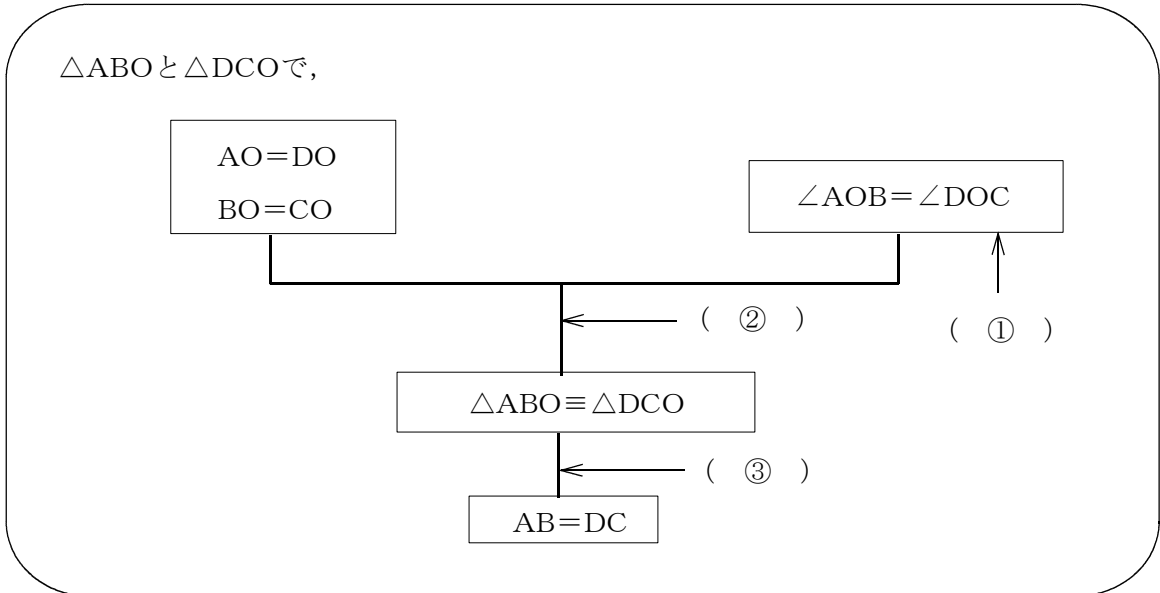 △ABOと△DCOで,
AO＝DO
BO＝CO
∠AOB＝∠DOC
( ② )
( ① )
△ABO≡△DCO
( ③ )
AB＝DC